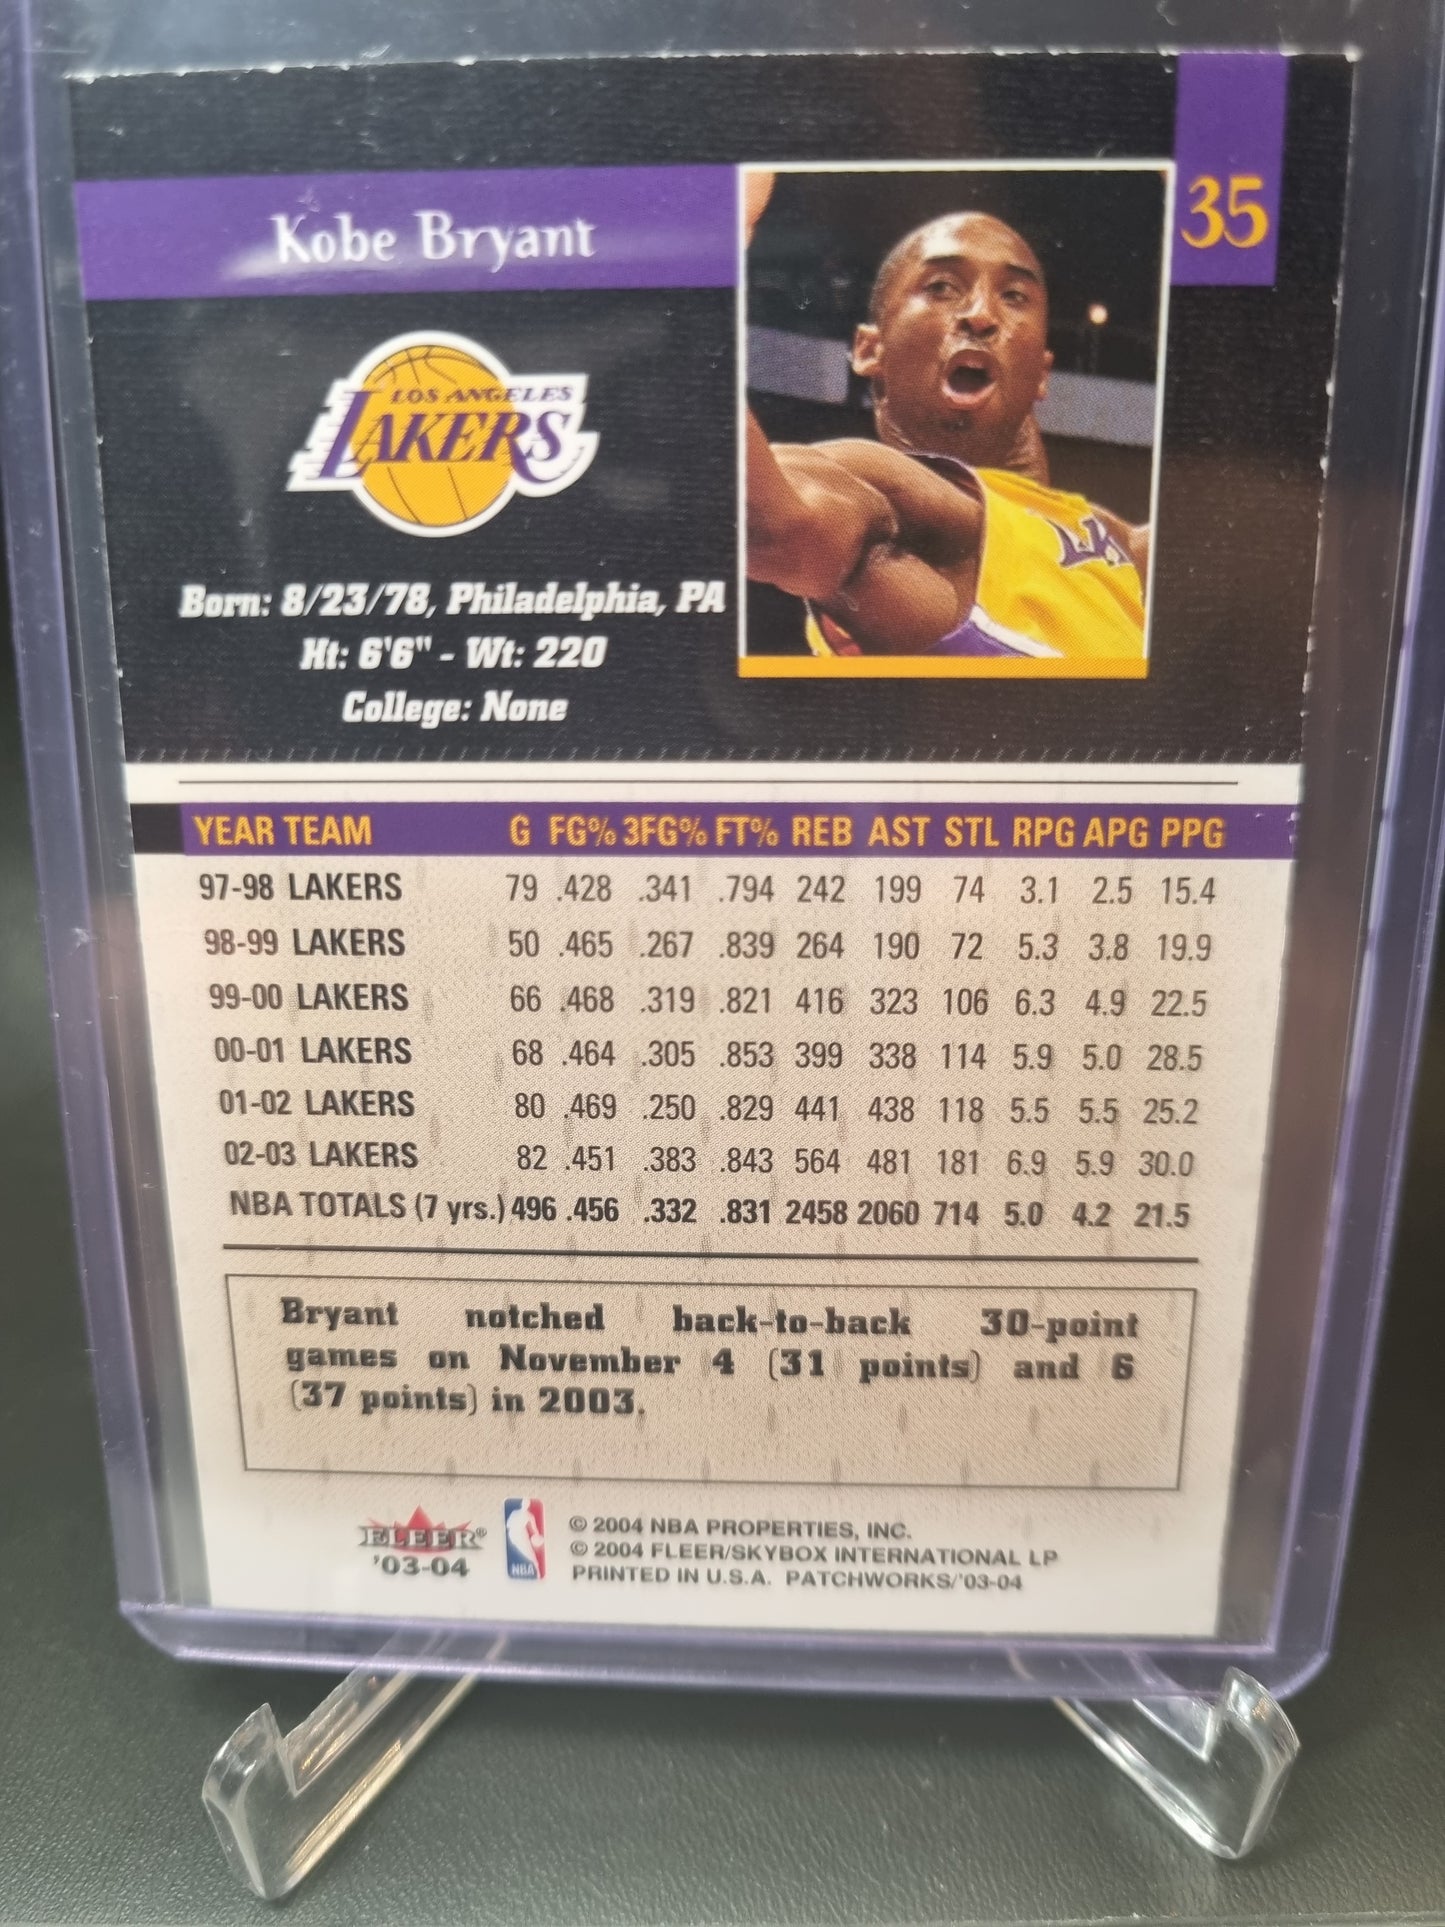 Kobe Bryant
35
LOS ANGELES
LAKERS
LA
Born: 8/23/78, Philadelphia, PA
Ht: 6'6" - Wt: 220
College: None
YEAR TEAM G FG% 3FG% FT% REB AST STL RPG APG PPG
97-98 LAKERS 79 .428 .341 .794 242 199 74 3.1 2.5 15.4
98-99 LAKERS 50 .465 .267 .839 264 190 72 5.3 3.8 19.9
99-00 LAKERS 66 .468 .319 .821 416 323 106 6.3 4.9 22.5
00-01 LAKERS 68 .464 .305 .853 399 338 114 5.9 5.0 28.5
01-02 LAKERS 80 .469 .250 .829 441 438 118 5.5 5.5 25.2
02-03 LAKERS 82 .451 .383 .843 564 481 181 6.9 5.9 30.0
NBA TOTALS (7 yrs.) 496 .456 .332 .831 2458 2060 714 5.0 4.2 21.5
Bryant notched back-to-back 30-point
games on November 4 (31 points) and 6
(37 points) in 2003.
FLEER®
'03-04
NBA
© 2004 NBA PROPERTIES, INC.
© 2004 FLEER/SKYBOX INTERNATIONAL LP
PRINTED IN U.S.A. PATCHWORKS/'03-04